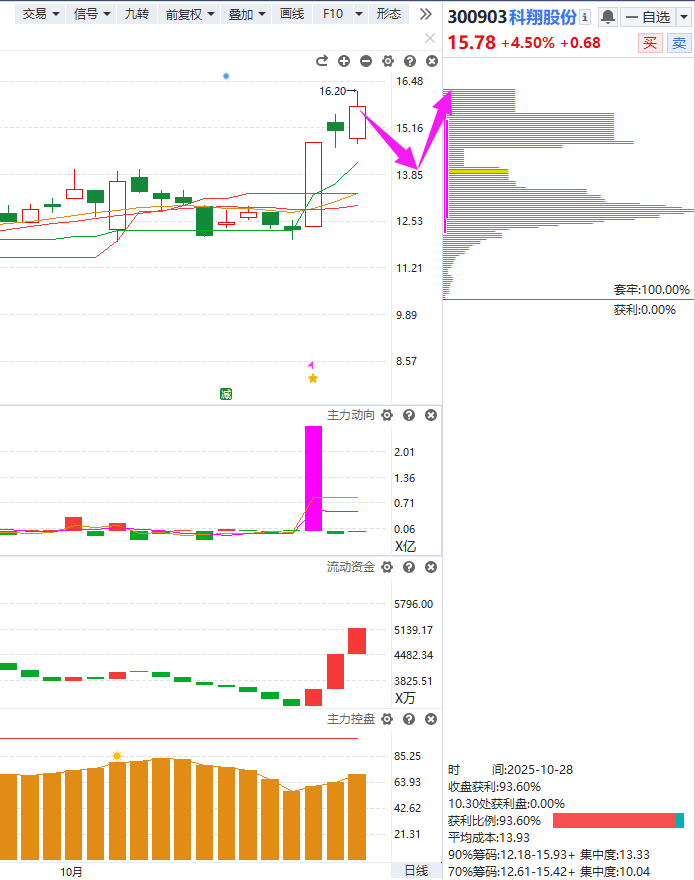 交易 信号 九转 前复权 叠加 画线 F10 形态
300903 科翔股份 i 自选
15.78 +4.50% +0.68 买 卖
16.48
16.20
15.16
13.85
12.53
11.21
9.89
8.57
减
套牢:100.00%
获利:0.00%
主力动向
2.01
1.36
0.71
0.06
X亿
流动资金
5796.00
5139.17
4482.34
3825.51
X万
主力控盘
85.25
63.93
42.62
21.31
10月
日线
时 间:2025-10-28
收盘获利:93.60%
10.30处获利盘:0.00%
获利比例:93.60%
平均成本:13.93
90%筹码:12.18-15.93+ 集中度:13.33
70%筹码:12.61-15.42+ 集中度:10.04